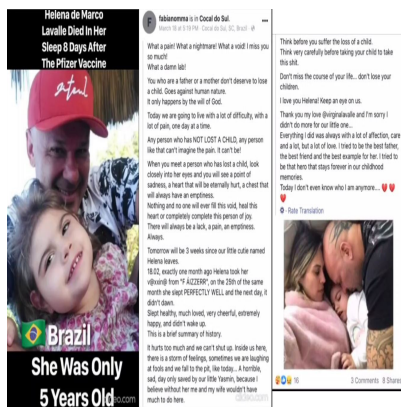 Helena de Marco
Lavalle Died In Her
Sleep 8 Days After
The Pfizer Vaccine
Brazil
She Was Only
5 Years Old
F
fabianomma is in Cocal do Sul.
March 18 at 3:19 PM · Cocal do Sul, SC, Brazil
What a pain! What a nightmare! What a void! I miss you
so much!
What a damn lab!
You who are a father or a mother don't deserve to lose
a child. Goes against human nature.
It only happens by the will of God.
Today we are going to live with a lot of difficulty, with a
lot of pain, one day at a time.
Any person who has NOT LOST A CHILD, any person
like that can't imagine the pain. It can't be!
When you meet a person who has lost a child, look
closely into her eyes and you will see a point of
sadness, a heart that will be eternally hurt, a chest that
will always have an emptiness.
Nothing and no one will ever fill this void, heal this
heart or completely complete this person of joy.
There will always be a lack, a pain, an emptiness.
Always.
Tomorrow will be 3 weeks since our little cutie named
Helena leaves.
18.02, exactly one month ago Helena took her
v@xsin@ from "F ÁIZZERR", on the 25th of the same
month she slept PERFECTLY WELL and the next day, it
didn't dawn.
Slept healthy, much loved, very cheerful, extremely
happy, and didn't wake up.
This is a brief summary of history.
It hurts too much and we can't shut up. Inside us here,
there is a storm of feelings, sometimes we are laughing
at fools and we fall to the pit, like today... A horrible,
sad, day only saved by our little Yasmin, because I
believe without her me and my wife wouldn't have
much to do here.
Think before you suffer the loss of a child.
Think very carefully before taking your child to take
this shit.
Don't miss the course of your life... don't lose your
children.
I love you Helena! Keep an eye on us.
Thank you my love @virginialavalle and I'm sorry I
didn't do more for our little one...
Everything I did was always with a lot of affection, care
and a lot, but a lot of love. I tried to be the best father,
the best friend and the best example for her. I tried to
be that hero that stays forever in our childhood
memories.
Today I don't even know who I am anymore...
Rate Translation
16
3 Comments 8 Shares